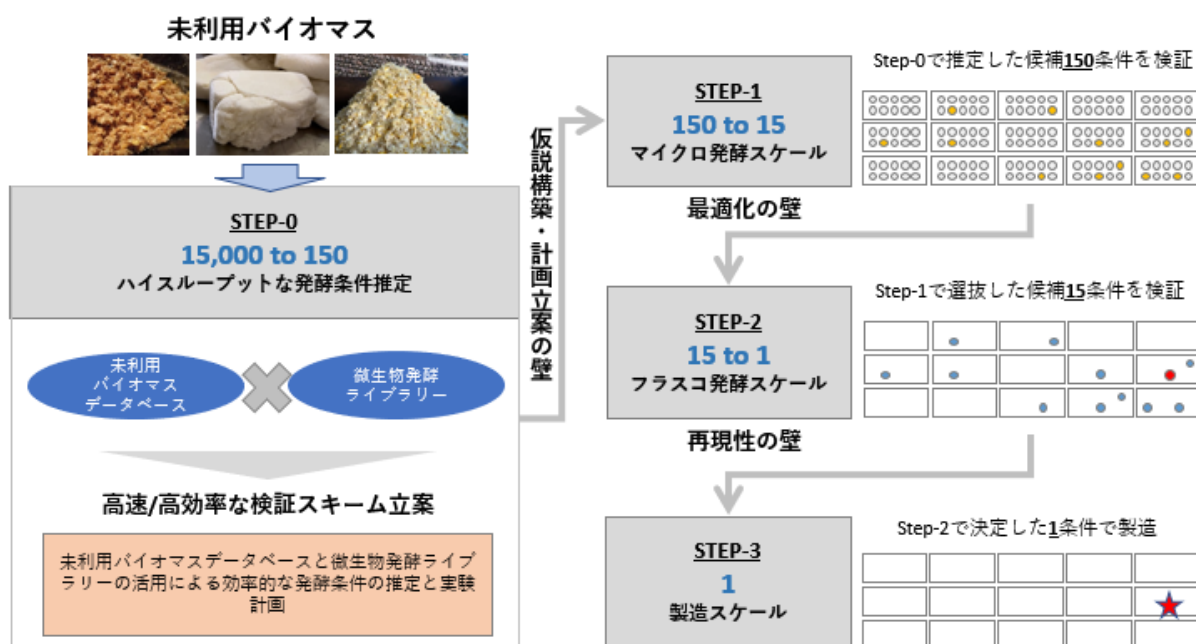 未利用バイオマス
STEP-0
15,000 to 150
ハイスループットな発酵条件推定
未利用
バイオマス
データベース
微生物発酵
ライブラリー
高速/高効率な検証スキーム立案
未利用バイオマスデータベースと微生物発酵ライブ
ラリーの活用による効率的な発酵条件の推定と実験
計画
仮説構築・計画立案の壁
STEP-1
150 to 15
マイクロ発酵スケール
Step-0で推定した候補150条件を検証
最適化の壁
STEP-2
15 to 1
フラスコ発酵スケール
Step-1で選抜した候補15条件を検証
再現性の壁
STEP-3
1
製造スケール
Step-2で決定した1条件で製造